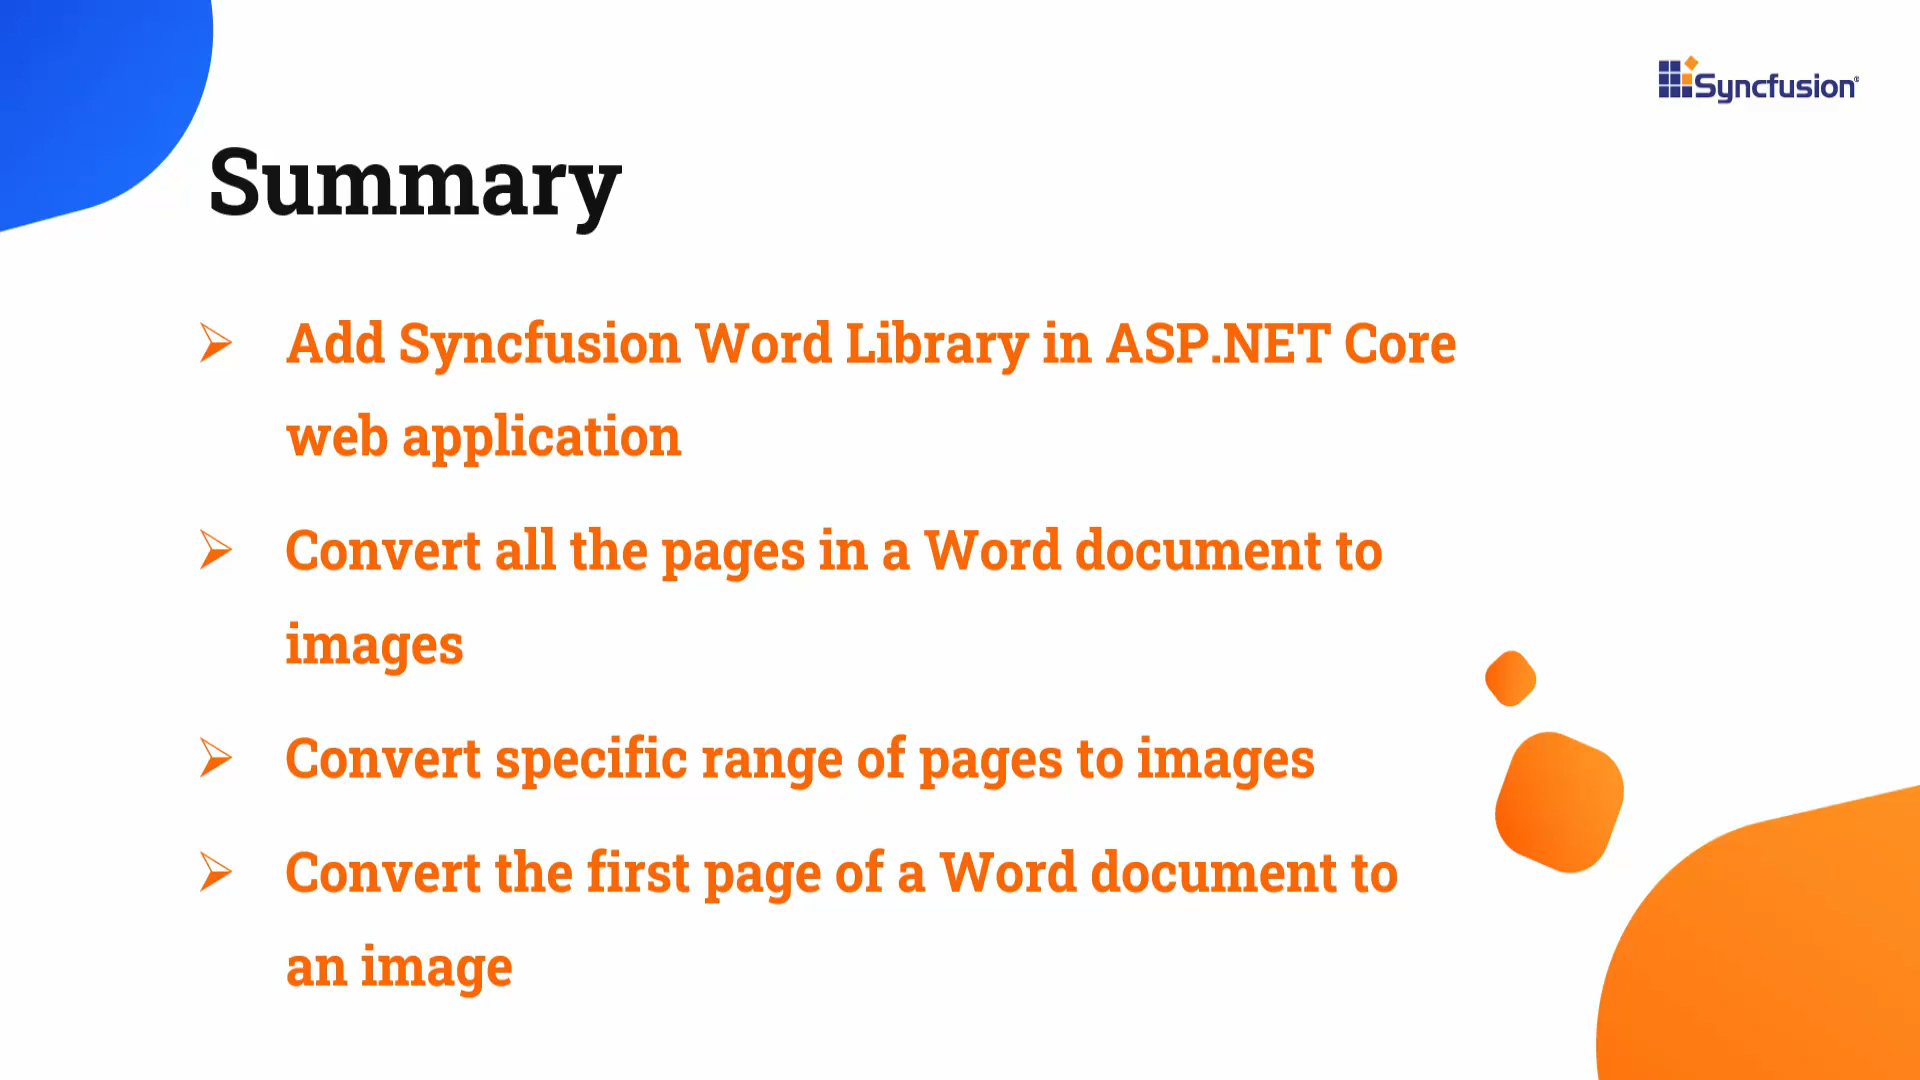 Syncfusion®
Summary
Add Syncfusion Word Library in ASP.NET Core
web application
Convert all the pages in a Word document to
images
Convert specific range of pages to images
Convert the first page of a Word document to
an image